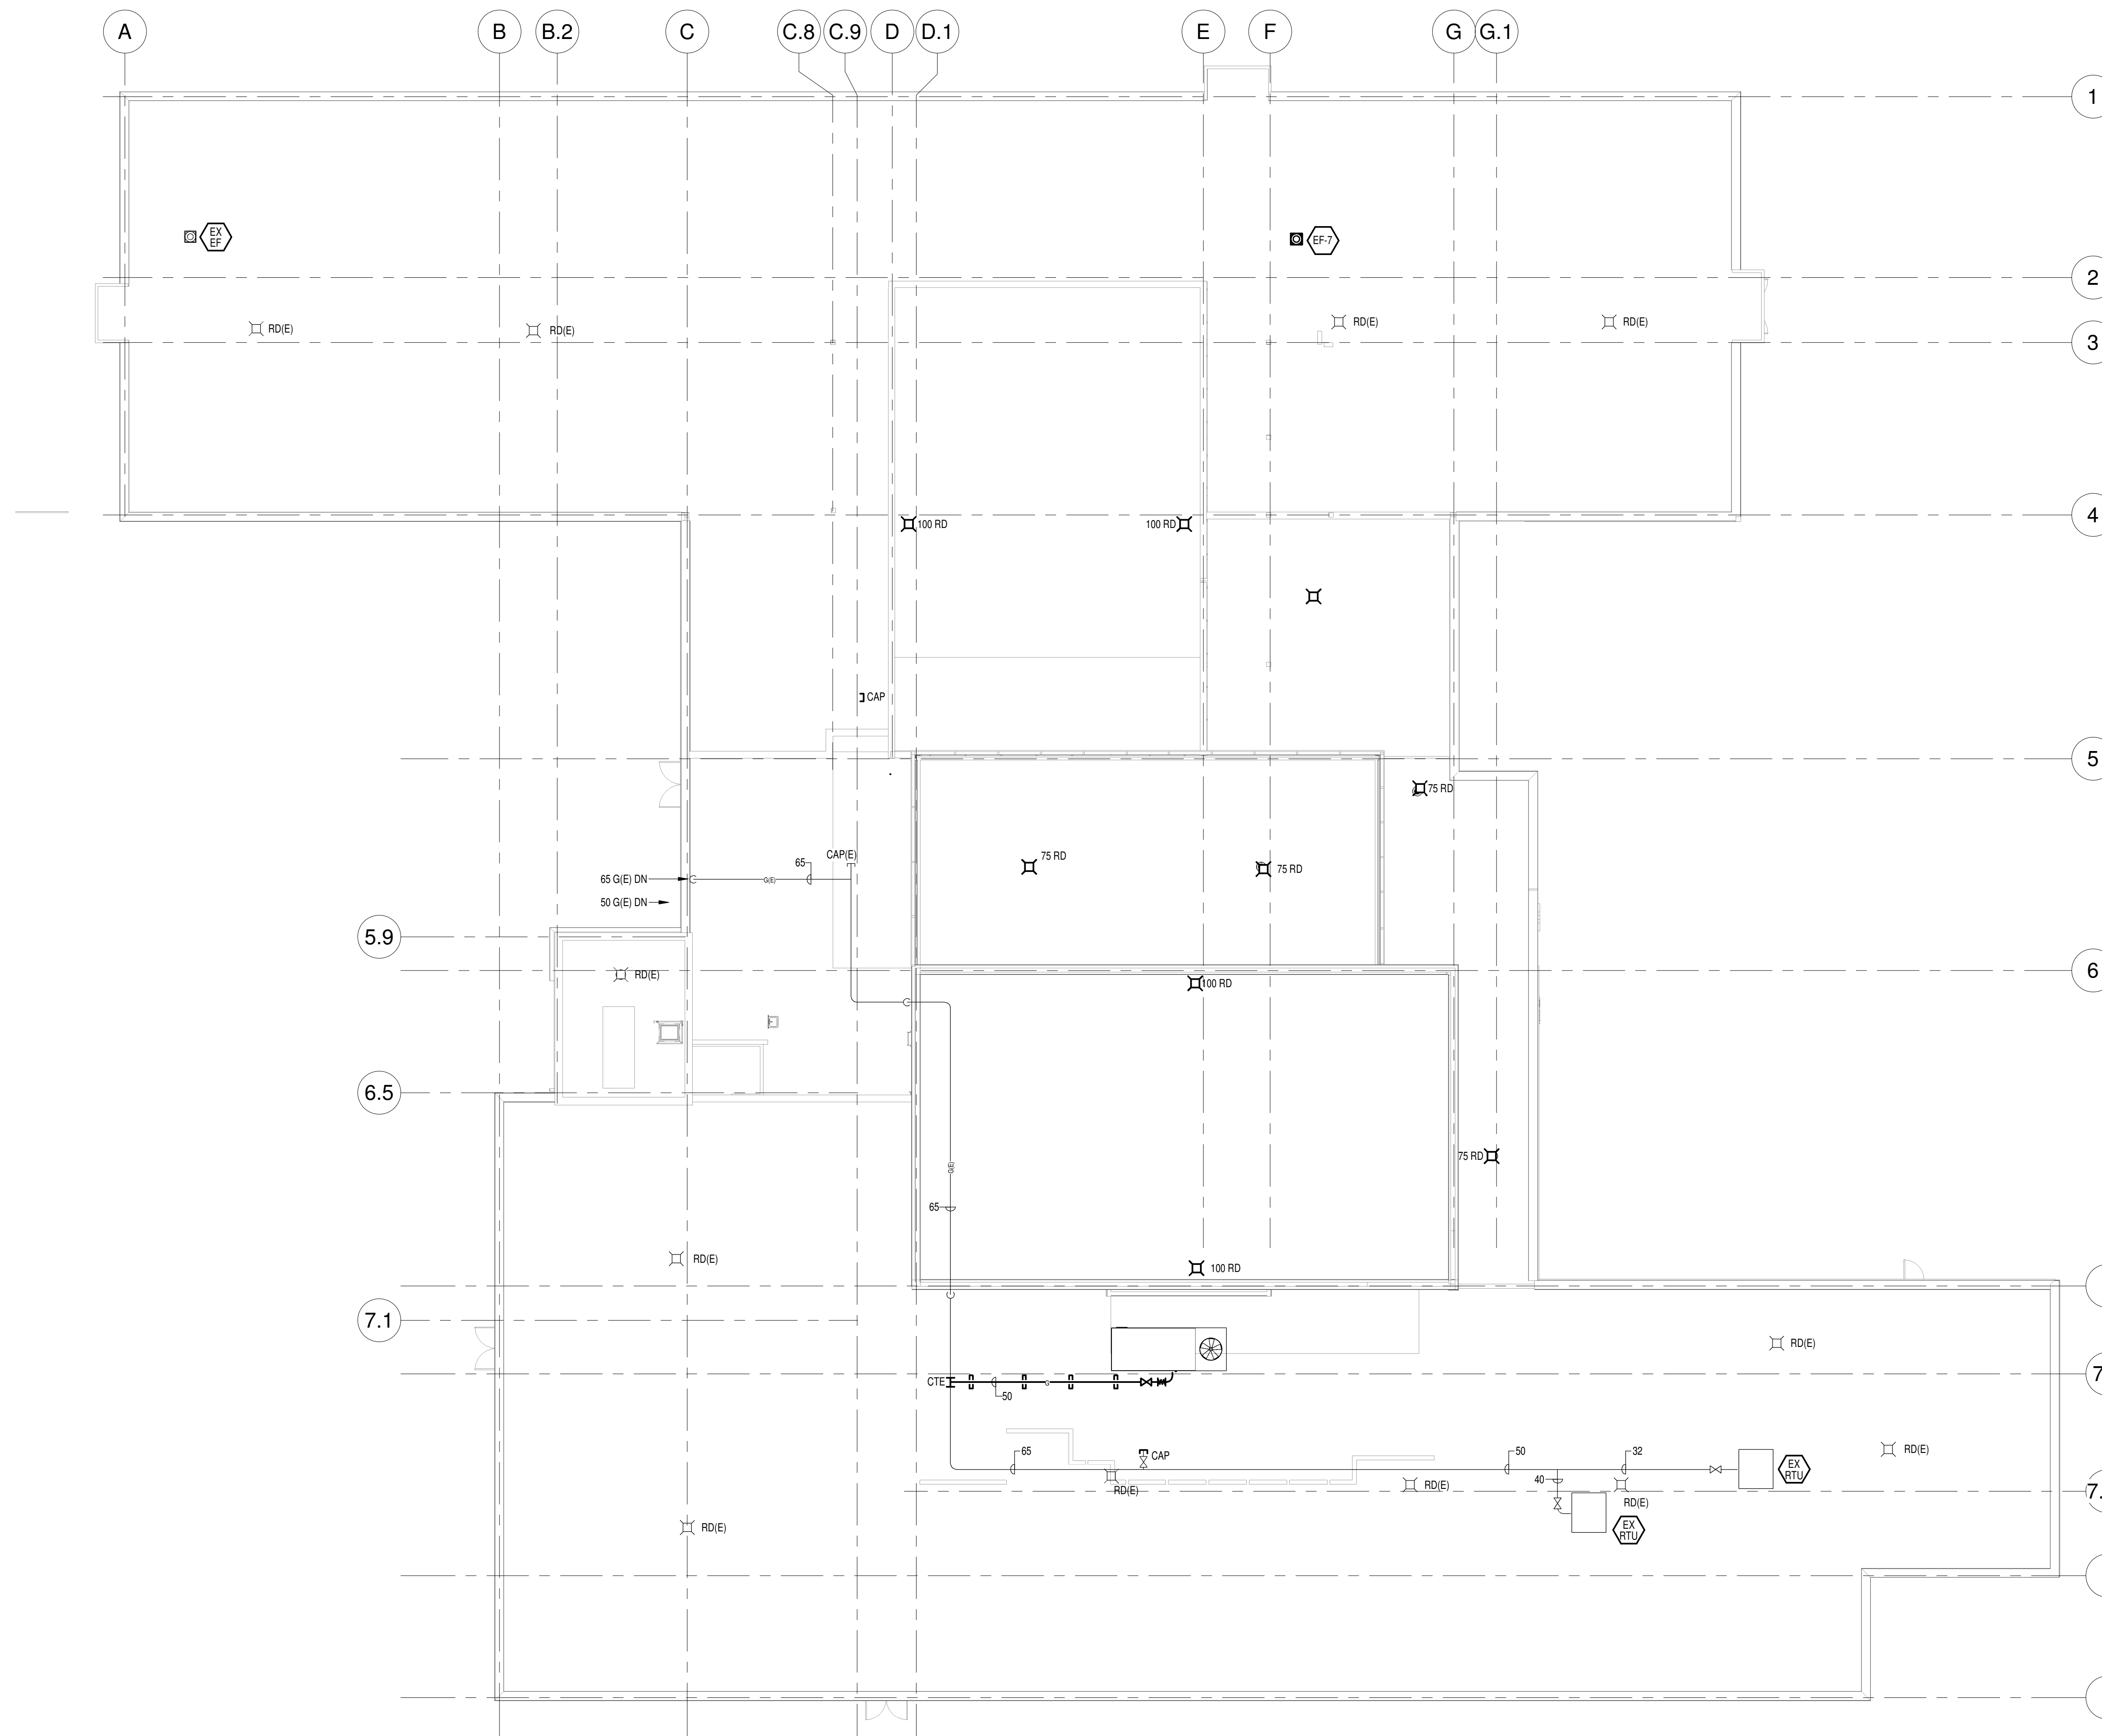 A B B.2 C C.8 C.9 D D.1 E F G G.1
1
EX
EF
EF-7
2
RD(E) RD(E) RD(E) RD(E)
3
4
100 RD 100 RD
CAP
5
75 RD
CAP(E)
65
75 RD
75 RD
65 G(E) DN
G(E)
50 G(E) DN
5.9
6
RD(E)
100 RD
6.5
75 RD
G(E)
65
RD(E)
100 RD
7.1
RD(E)
7
CTE
G
50
65
CAP
50
32
RD(E)
EX
RTU
40
RD(E)
RD(E)
7.
RD(E)
RD(E)
EX
RTU